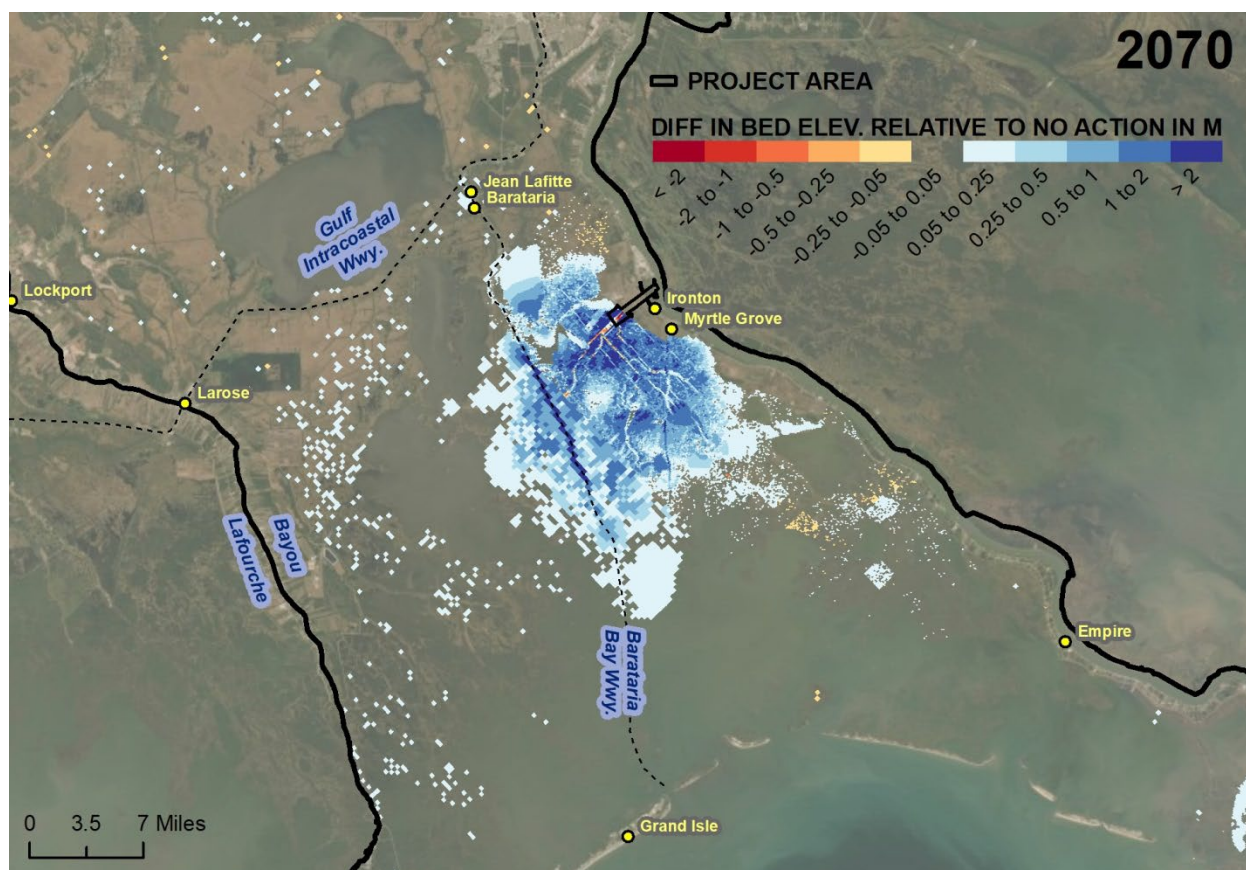 2070
PROJECT AREA
DIFF IN BED ELEV. RELATIVE TO NO ACTION IN M
< -2
-2 to -1
-1 to -0.5
-0.5 to -0.25
-0.25 to -0.05
-0.05 to 0.05
0.05 to 0.25
0.25 to 0.5
0.5 to 1
1 to 2
> 2
Jean Lafitte
Barataria
Gulf
Intracoastal
Wwy.
Lockport
Ironton
Myrtle Grove
Larose
Bayou
Lafourche
Barataria
Bay Wwy.
Empire
Grand Isle
0 3.5 7 Miles